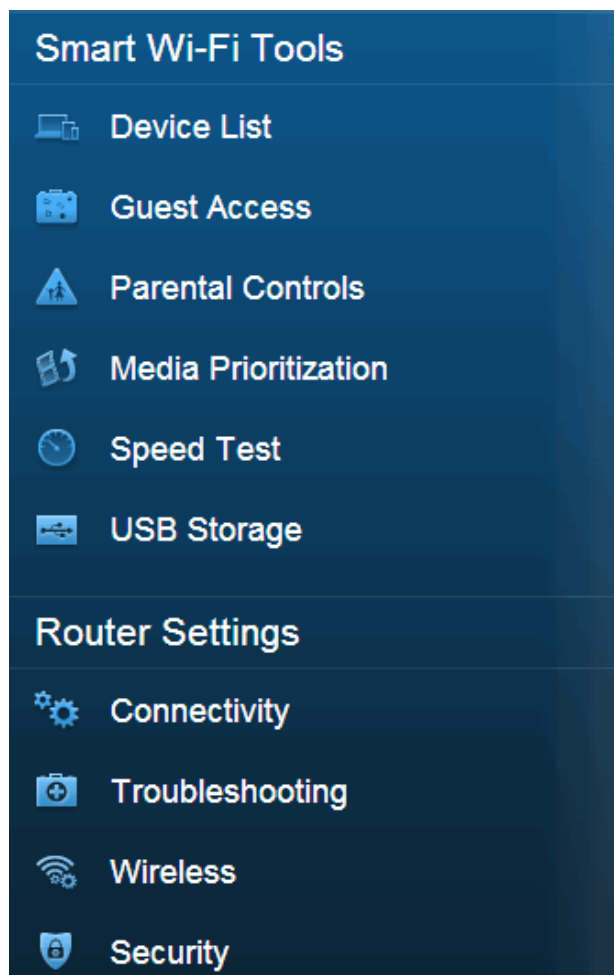 Smart Wi-Fi Tools
Device List
Guest Access
Parental Controls
Media Prioritization
Speed Test
USB Storage
Router Settings
Connectivity
Troubleshooting
Wireless
Security